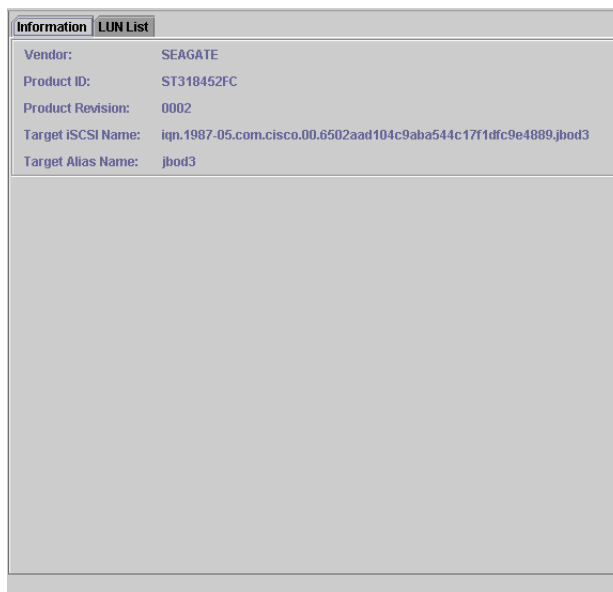 Information LUN List
Vendor: SEAGATE
Product ID: ST318452FC
Product Revision: 0002
Target iSCSI Name: iqn.1987-05.com.cisco.00.6502aad104c9aba544c17f1dfc9e4889.jbod3
Target Alias Name: jbod3